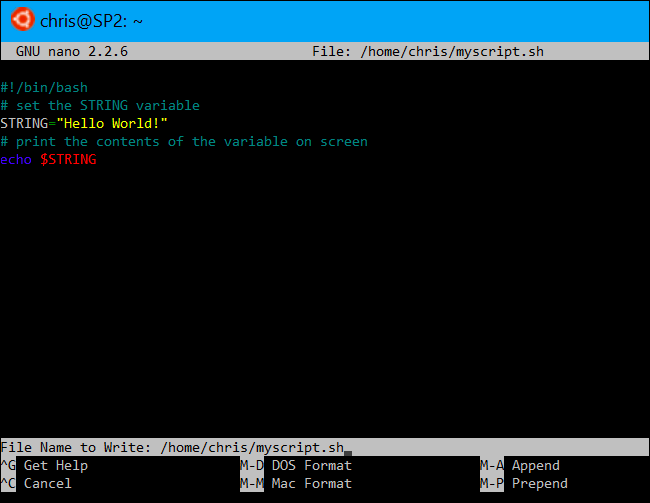 chris@SP2: ~
GNU nano 2.2.6 File: /home/chris/myscript.sh
#!/bin/bash
# set the STRING variable
STRING="Hello World!"
# print the contents of the variable on screen
echo $STRING
File Name to Write: /home/chris/myscript.sh
^G Get Help M-D DOS Format M-A Append
^C Cancel M-M Mac Format M-P Prepend